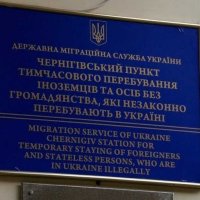 ДЕРЖАВНА МІГРАЦІЙНА СЛУЖБА УКРАЇНИ
ЧЕРНІГІВСЬКИЙ ПУНКТ
ТИМЧАСОВОГО ПЕРЕБУВАННЯ
ІНОЗЕМЦІВ ТА ОСІБ БЕЗ
ГРОМАДЯНСТВА, ЯКІ НЕЗАКОННО
ПЕРЕБУВАЮТЬ В УКРАЇНІ
MIGRATION SERVICE OF UKRAINE
CHERNIGIV STATION FOR
TEMPORARY STAYING OF FOREIGNERS
AND STATELESS PERSONS, WHO ARE
IN UKRAINE ILLEGALLY